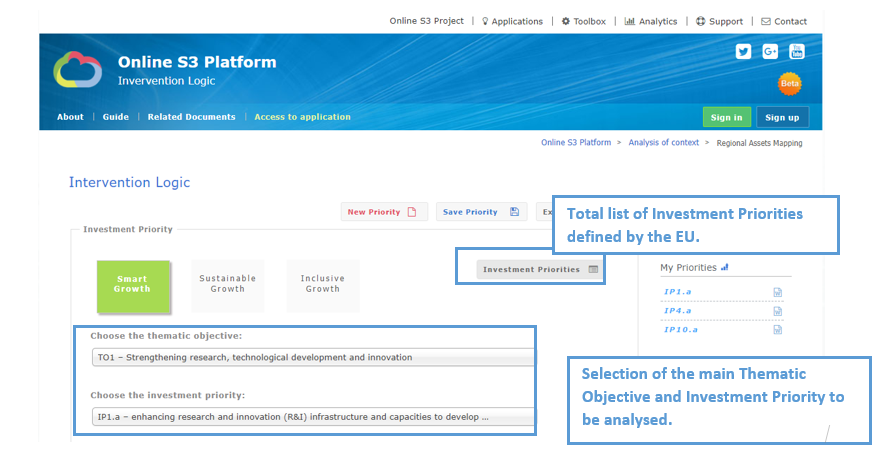 Online S3 Project | Applications | Toolbox | Analytics | Support | Contact
Online S3 Platform
Invervention Logic
You
Tube
G+
Beta
About | Guide | Related Documents | Access to application
Sign in
Sign up
Online S3 Platform > Analysis of context > Regional Assets Mapping
Intervention Logic
New Priority
Save Priority
Ex
Total list of Investment Priorities
defined by the EU.
Investment Priority
Smart
Growth
Sustainable
Growth
Inclusive
Growth
Investment Priorities
My Priorities
IP1.a
IP4.a
IP10.a
Choose the thematic objective:
TO1 – Strengthening research, technological development and innovation
Choose the investment priority:
IP1.a – enhancing research and innovation (R&I) infrastructure and capacities to develop ...
Selection of the main Thematic
Objective and Investment Priority to
be analysed.